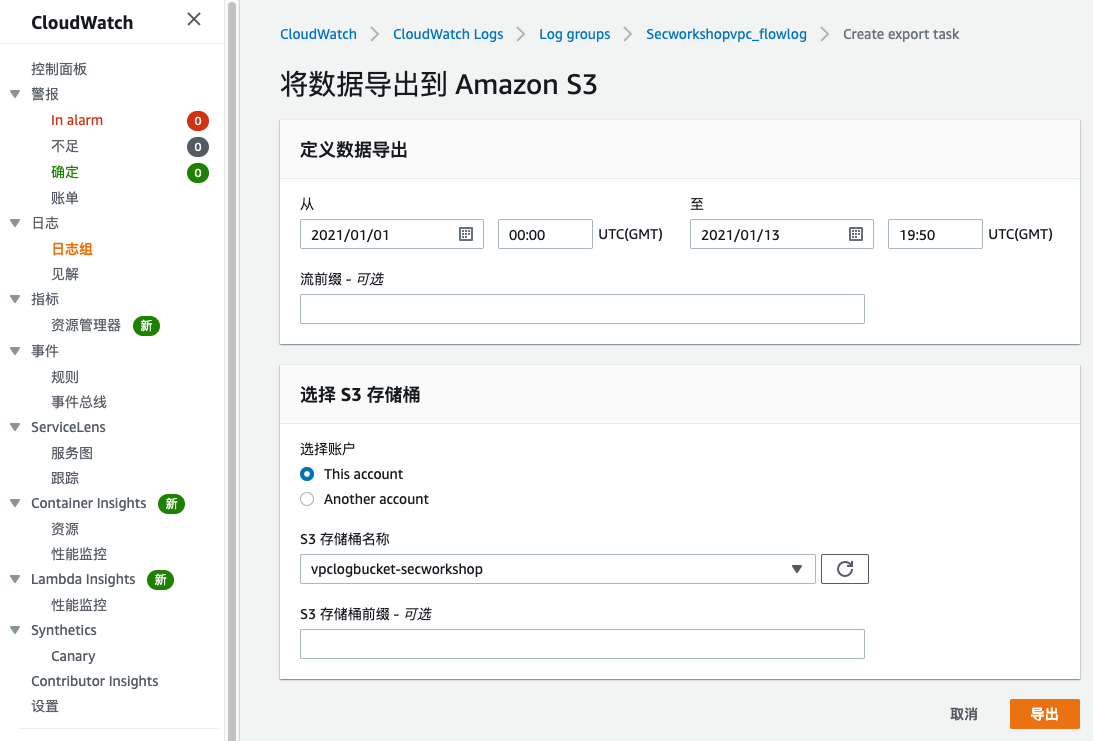 CloudWatch
控制面板
警报
In alarm 0
不足 0
确定 0
账单
日志
日志组
见解
指标
资源管理器 新
事件
规则
事件总线
ServiceLens
服务图
跟踪
Container Insights 新
资源
性能监控
Lambda Insights 新
性能监控
Synthetics
Canary
Contributor Insights
设置
CloudWatch CloudWatch Logs Log groups Secworkshopvpc_flowlog Create export task
将数据导出到 Amazon S3
定义数据导出
从 至
2021/01/01 00:00 UTC(GMT) 2021/01/13 19:50 UTC(GMT)
流前缀 - 可选
选择 S3 存储桶
选择账户
This account
Another account
S3 存储桶名称
vpclogbucket-secworkshop
S3 存储桶前缀 - 可选
取消 导出